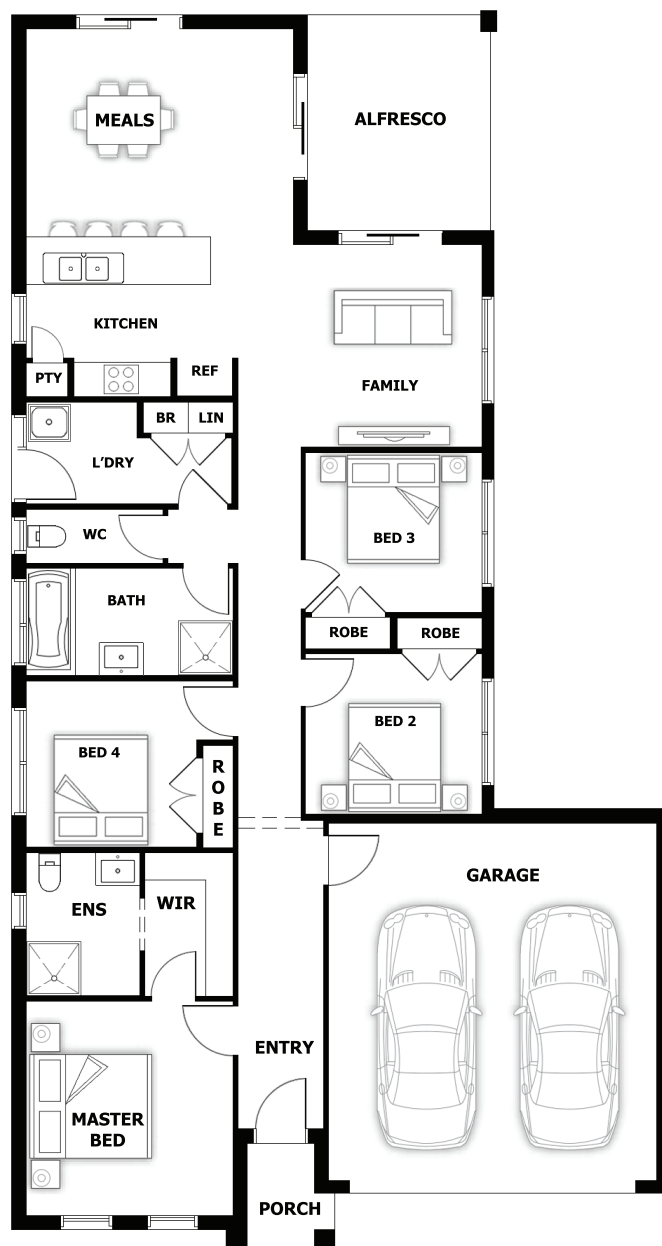 MEALS
ALFRESCO
KITCHEN
PTY
REF
FAMILY
BR
LIN
L'DRY
WC
BED 3
BATH
ROBE
ROBE
BED 2
BED 4
ROBE
GARAGE
ENS
WIR
ENTRY
MASTER
BED
PORCH